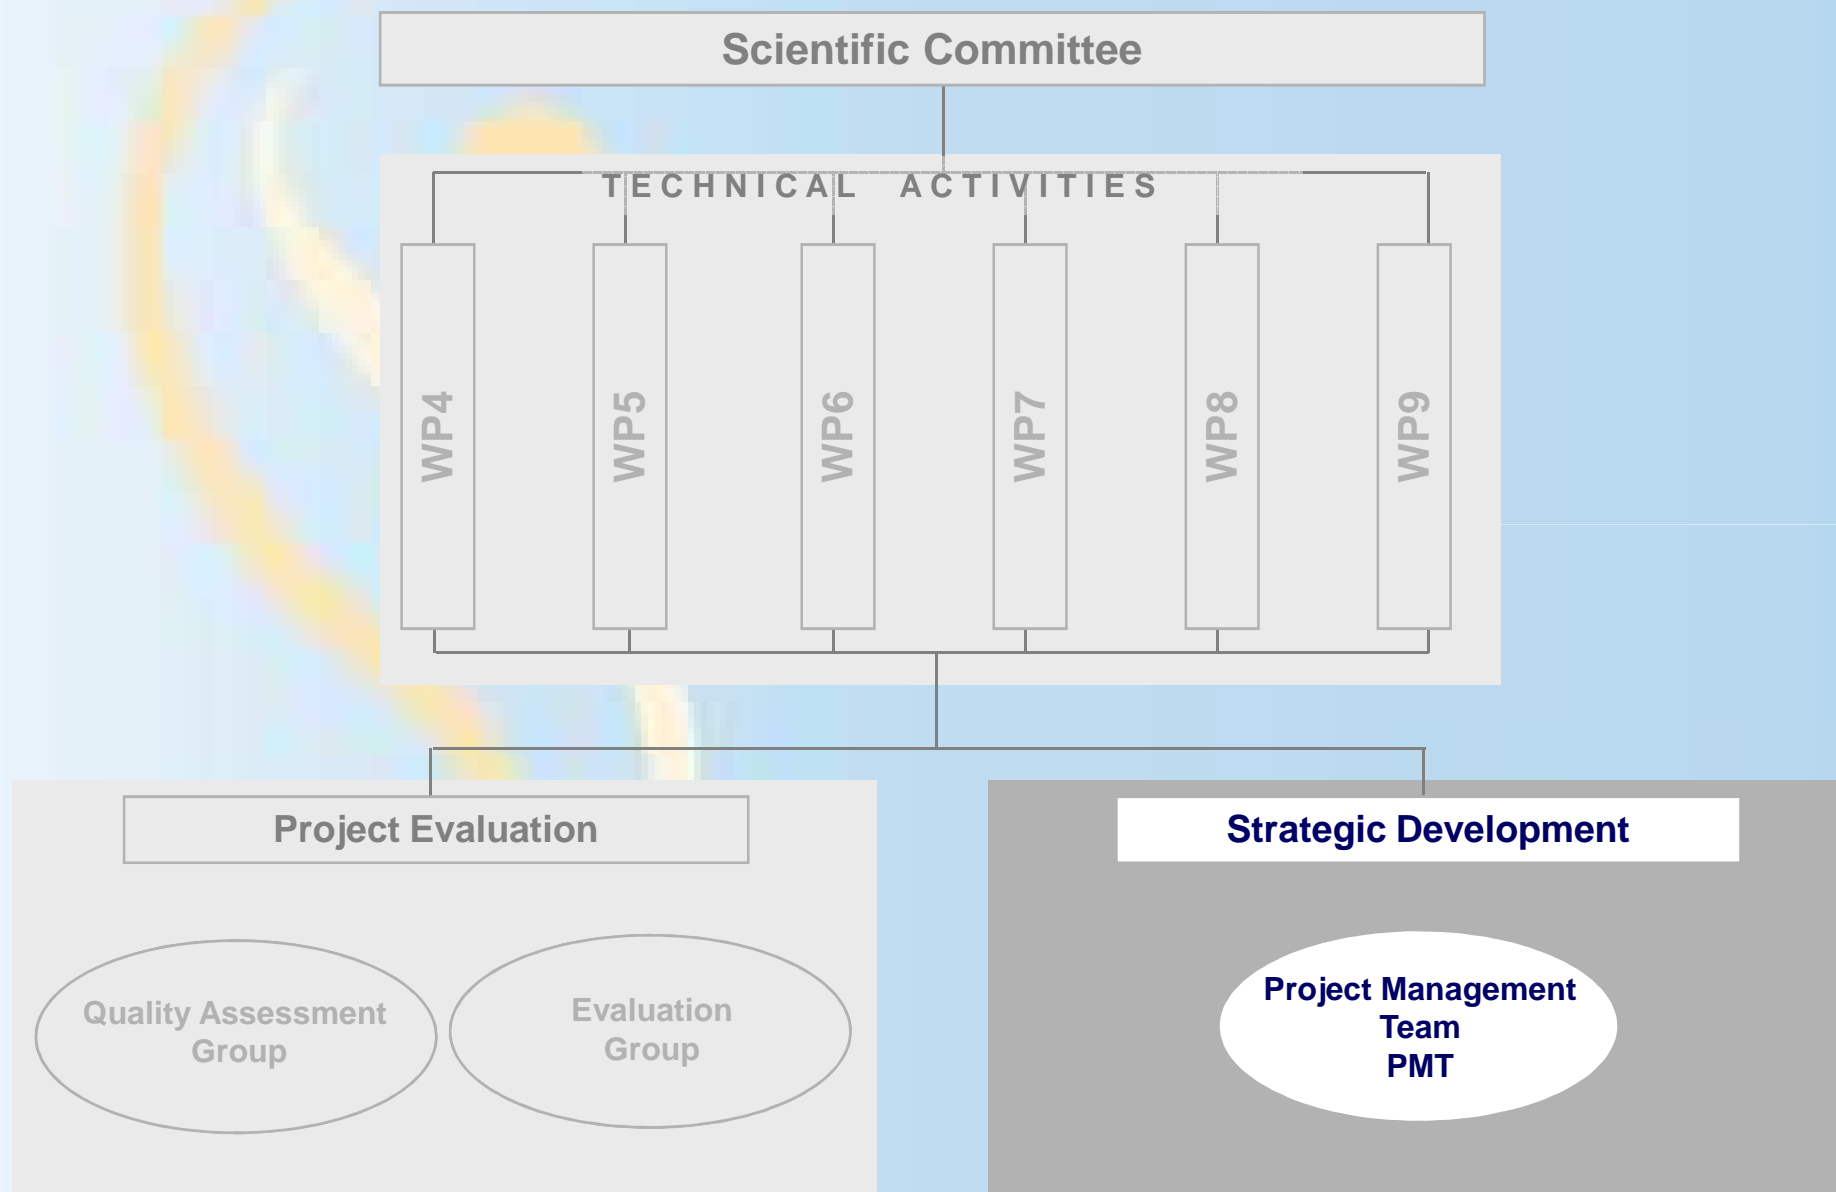 Scientific Committee
TECHNICAL ACTIVITIES
WP4
WP5
WP6
WP7
WP8
WP9
Project Evaluation
Quality Assessment
Group
Evaluation
Group
Strategic Development
Project Management
Team
PMT